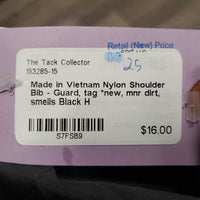 Retail (New) Price
25
The Tack Collector
153285-15
Made in Vietnam Nylon Shoulder
Bib - Guard, tag *new, mnr dirt,
smells Black H
S7FSB9
$16.00